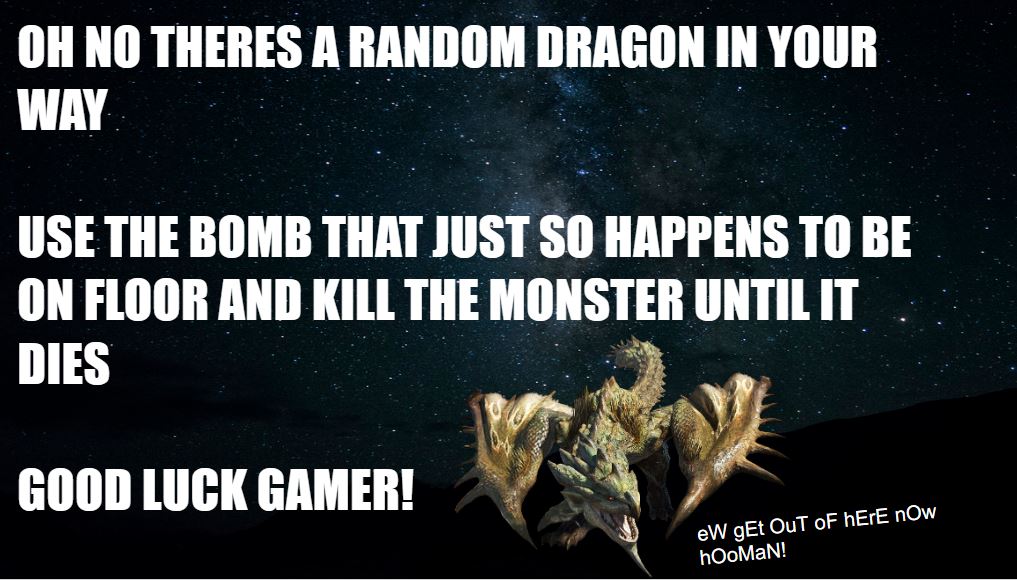 OH NO THERES A RANDOM DRAGON IN YOUR
WAY
USE THE BOMB THAT JUST SO HAPPENS TO BE
ON FLOOR AND KILL THE MONSTER UNTIL IT
DIES
GOOD LUCK GAMER!
eW gEt OuT oF hErE nOw
hOoMaN!